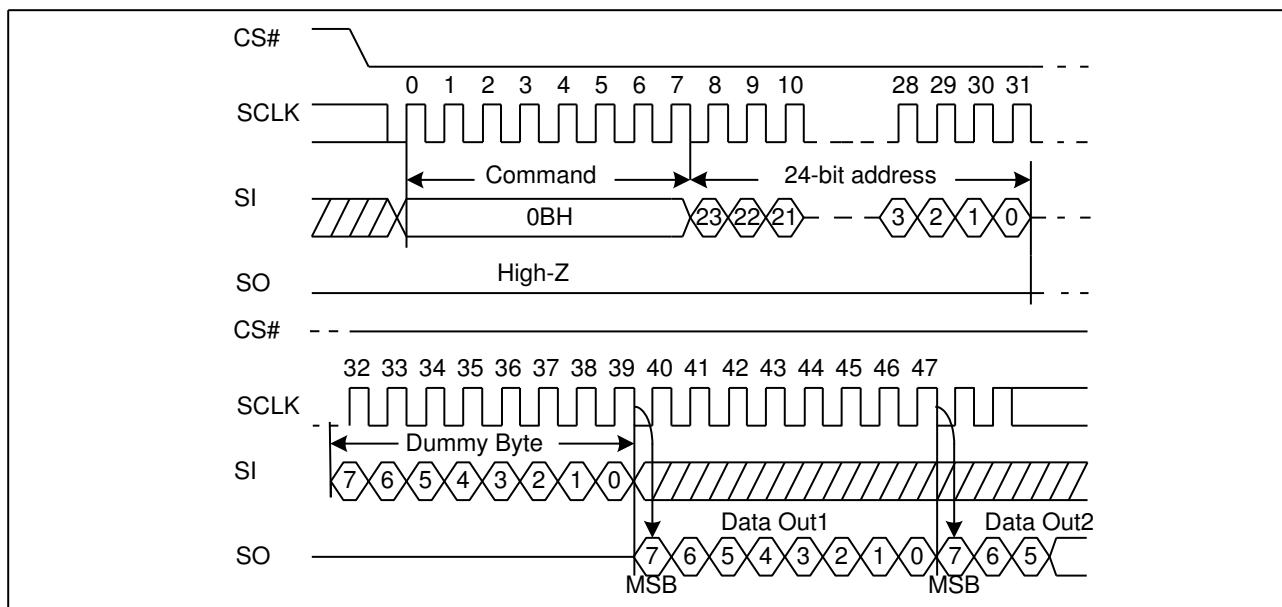 CS#
0 1 2 3 4 5 6 7 8 9 10 28 29 30 31
SCLK
Command 24-bit address
SI
0BH 23 22 21 3 2 1 0
High-Z
SO
CS#
32 33 34 35 36 37 38 39 40 41 42 43 44 45 46 47
SCLK
Dummy Byte
SI
7 6 5 4 3 2 1 0
Data Out1 Data Out2
SO
7 6 5 4 3 2 1 0 7 6 5
MSB MSB